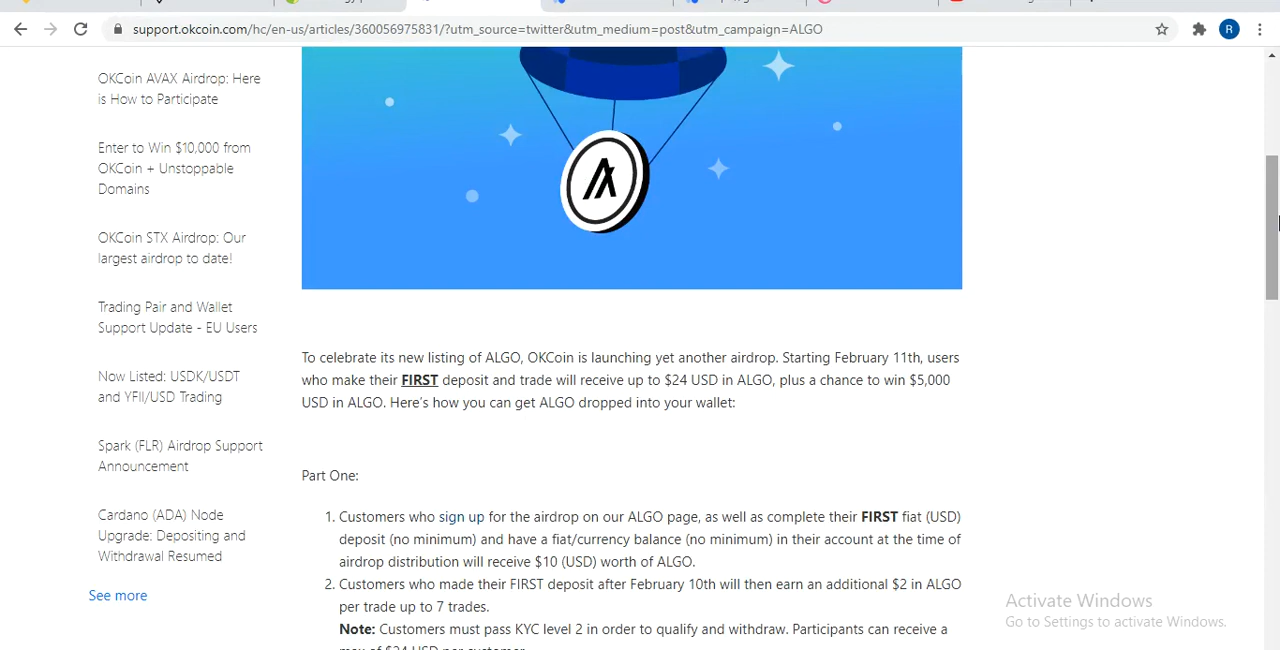 support.okcoin.com/hc/en-us/articles/360056975831/?utm_source=twitter&utm_medium=post&utm_campaign=ALGO
R
OKCoin AVAX Airdrop: Here
is How to Participate
Enter to Win $10,000 from
OKCoin + Unstoppable
Domains
OKCoin STX Airdrop: Our
largest airdrop to date!
Trading Pair and Wallet
Support Update - EU Users
Now Listed: USDK/USDT
and YFII/USD Trading
Spark (FLR) Airdrop Support
Announcement
Cardano (ADA) Node
Upgrade: Depositing and
Withdrawal Resumed
See more
To celebrate its new listing of ALGO, OKCoin is launching yet another airdrop. Starting February 11th, users
who make their FIRST deposit and trade will receive up to $24 USD in ALGO, plus a chance to win $5,000
USD in ALGO. Here's how you can get ALGO dropped into your wallet:
Part One:
1. Customers who sign up for the airdrop on our ALGO page, as well as complete their FIRST fiat (USD)
deposit (no minimum) and have a fiat/currency balance (no minimum) in their account at the time of
airdrop distribution will receive $10 (USD) worth of ALGO.
2. Customers who made their FIRST deposit after February 10th will then earn an additional $2 in ALGO
per trade up to 7 trades.
Note: Customers must pass KYC level 2 in order to qualify and withdraw. Participants can receive a
max of $24 USD per customer.
Activate Windows
Go to Settings to activate Windows.